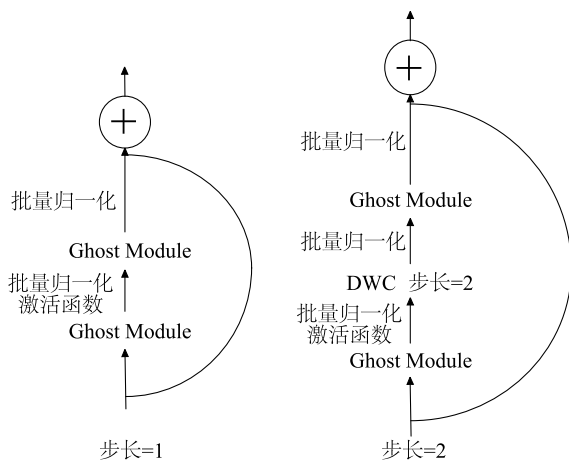 +
批量归一化
Ghost Module
批量归一化
激活函数
Ghost Module
步长=1
+
批量归一化
Ghost Module
批量归一化
DWC 步长=2
批量归一化
激活函数
Ghost Module
步长=2